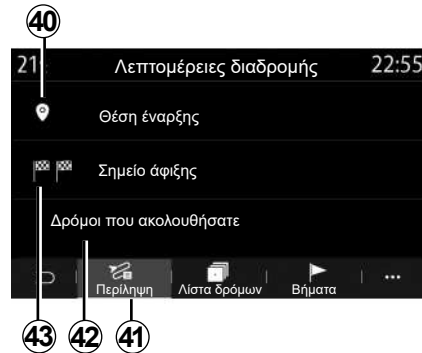 40
21° Λεπτομέρειες διαδρομής 22:55
Θέση έναρξης
Σημείο άφιξης
Δρόμοι που ακολουθήσατε
Περίληψη Λίστα δρόμων Βήματα ...
43 42 41